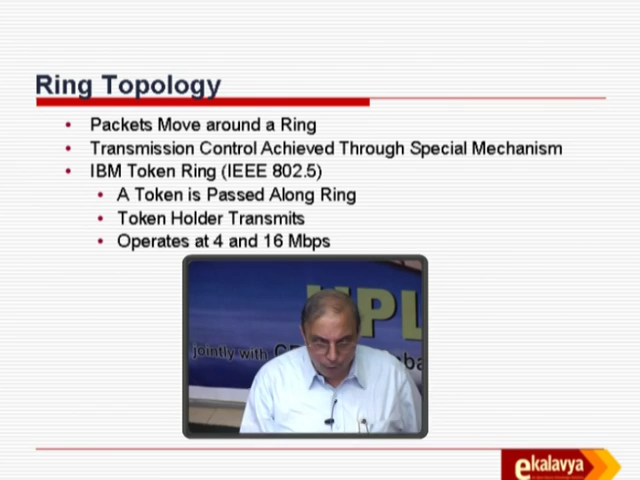 Ring Topology
• Packets Move around a Ring
• Transmission Control Achieved Through Special Mechanism
• IBM Token Ring (IEEE 802.5)
• A Token is Passed Along Ring
• Token Holder Transmits
• Operates at 4 and 16 Mbps
jointly with
ekalavya